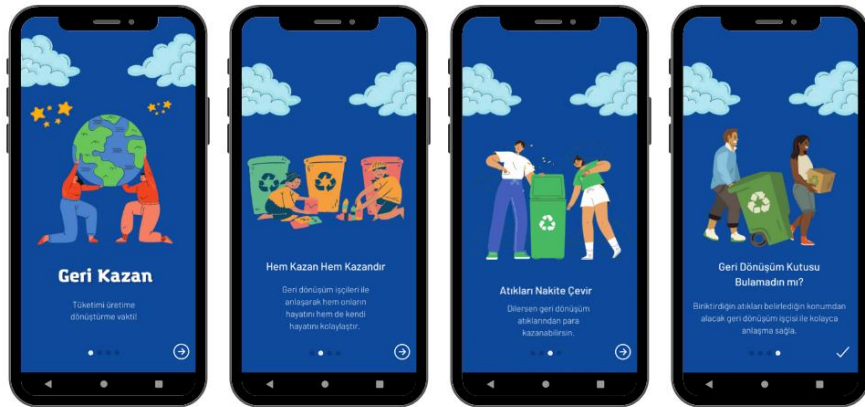 Geri Kazan
Tüketimi üretime
dönüştürme vakti!
Hem Kazan Hem Kazandır
Geri dönüşüm işçileri ile
anlaşarak hem onların
hayatını hem de kendi
hayatını kolaylaştır.
Atıkları Nakite Çevir
Dilersen geri dönüşüm
atıklarından para
kazanabilirsin.
Geri Dönüşüm Kutusu
Bulamadın mı?
Biriktirdiğin atıkları belirlediğin konumdan
alacak geri dönüşüm işçisi ile kolayca
anlaşma sağla.